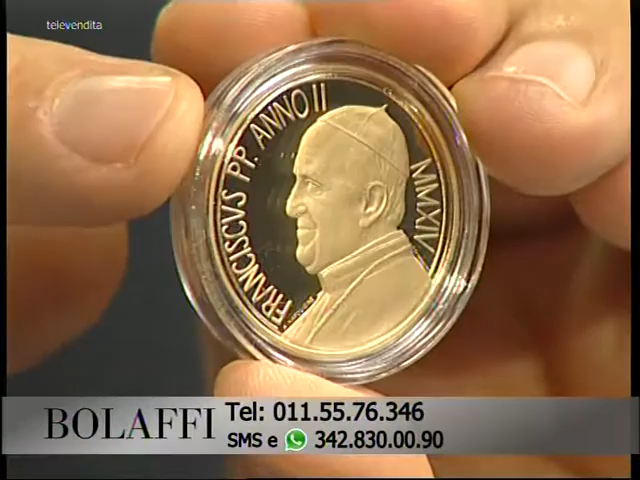 televendita
FRANCISCVS PP. ANNO II
MMXIV
BOLAFFI
Tel: 011.55.76.346
SMS e 342.830.00.90